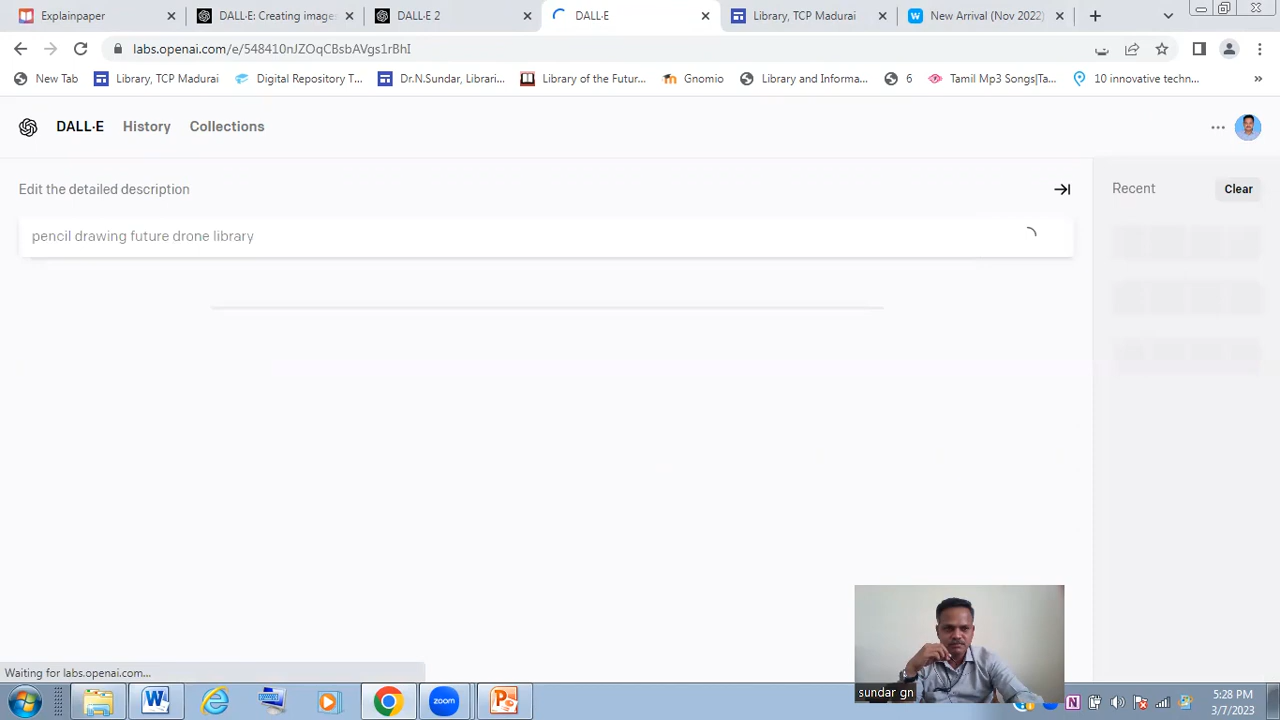 Explainpaper
DALL·E: Creating image
DALL·E 2
DALL·E
Library, TCP Madurai
New Arrival (Nov 2022)
labs.openai.com/e/548410nJZOqCBsbAVgs1rBhI
New Tab
Library, TCP Madurai
Digital Repository T...
Dr.N.Sundar, Librari...
Library of the Futur...
Gnomio
Library and Informa...
6
Tamil Mp3 Songs|Ta...
10 innovative techn...
DALL·E
History
Collections
Edit the detailed description
Recent
Clear
pencil drawing future drone library
Waiting for labs.openai.com...
sundar gn
zoom
5:28 PM
3/7/2023